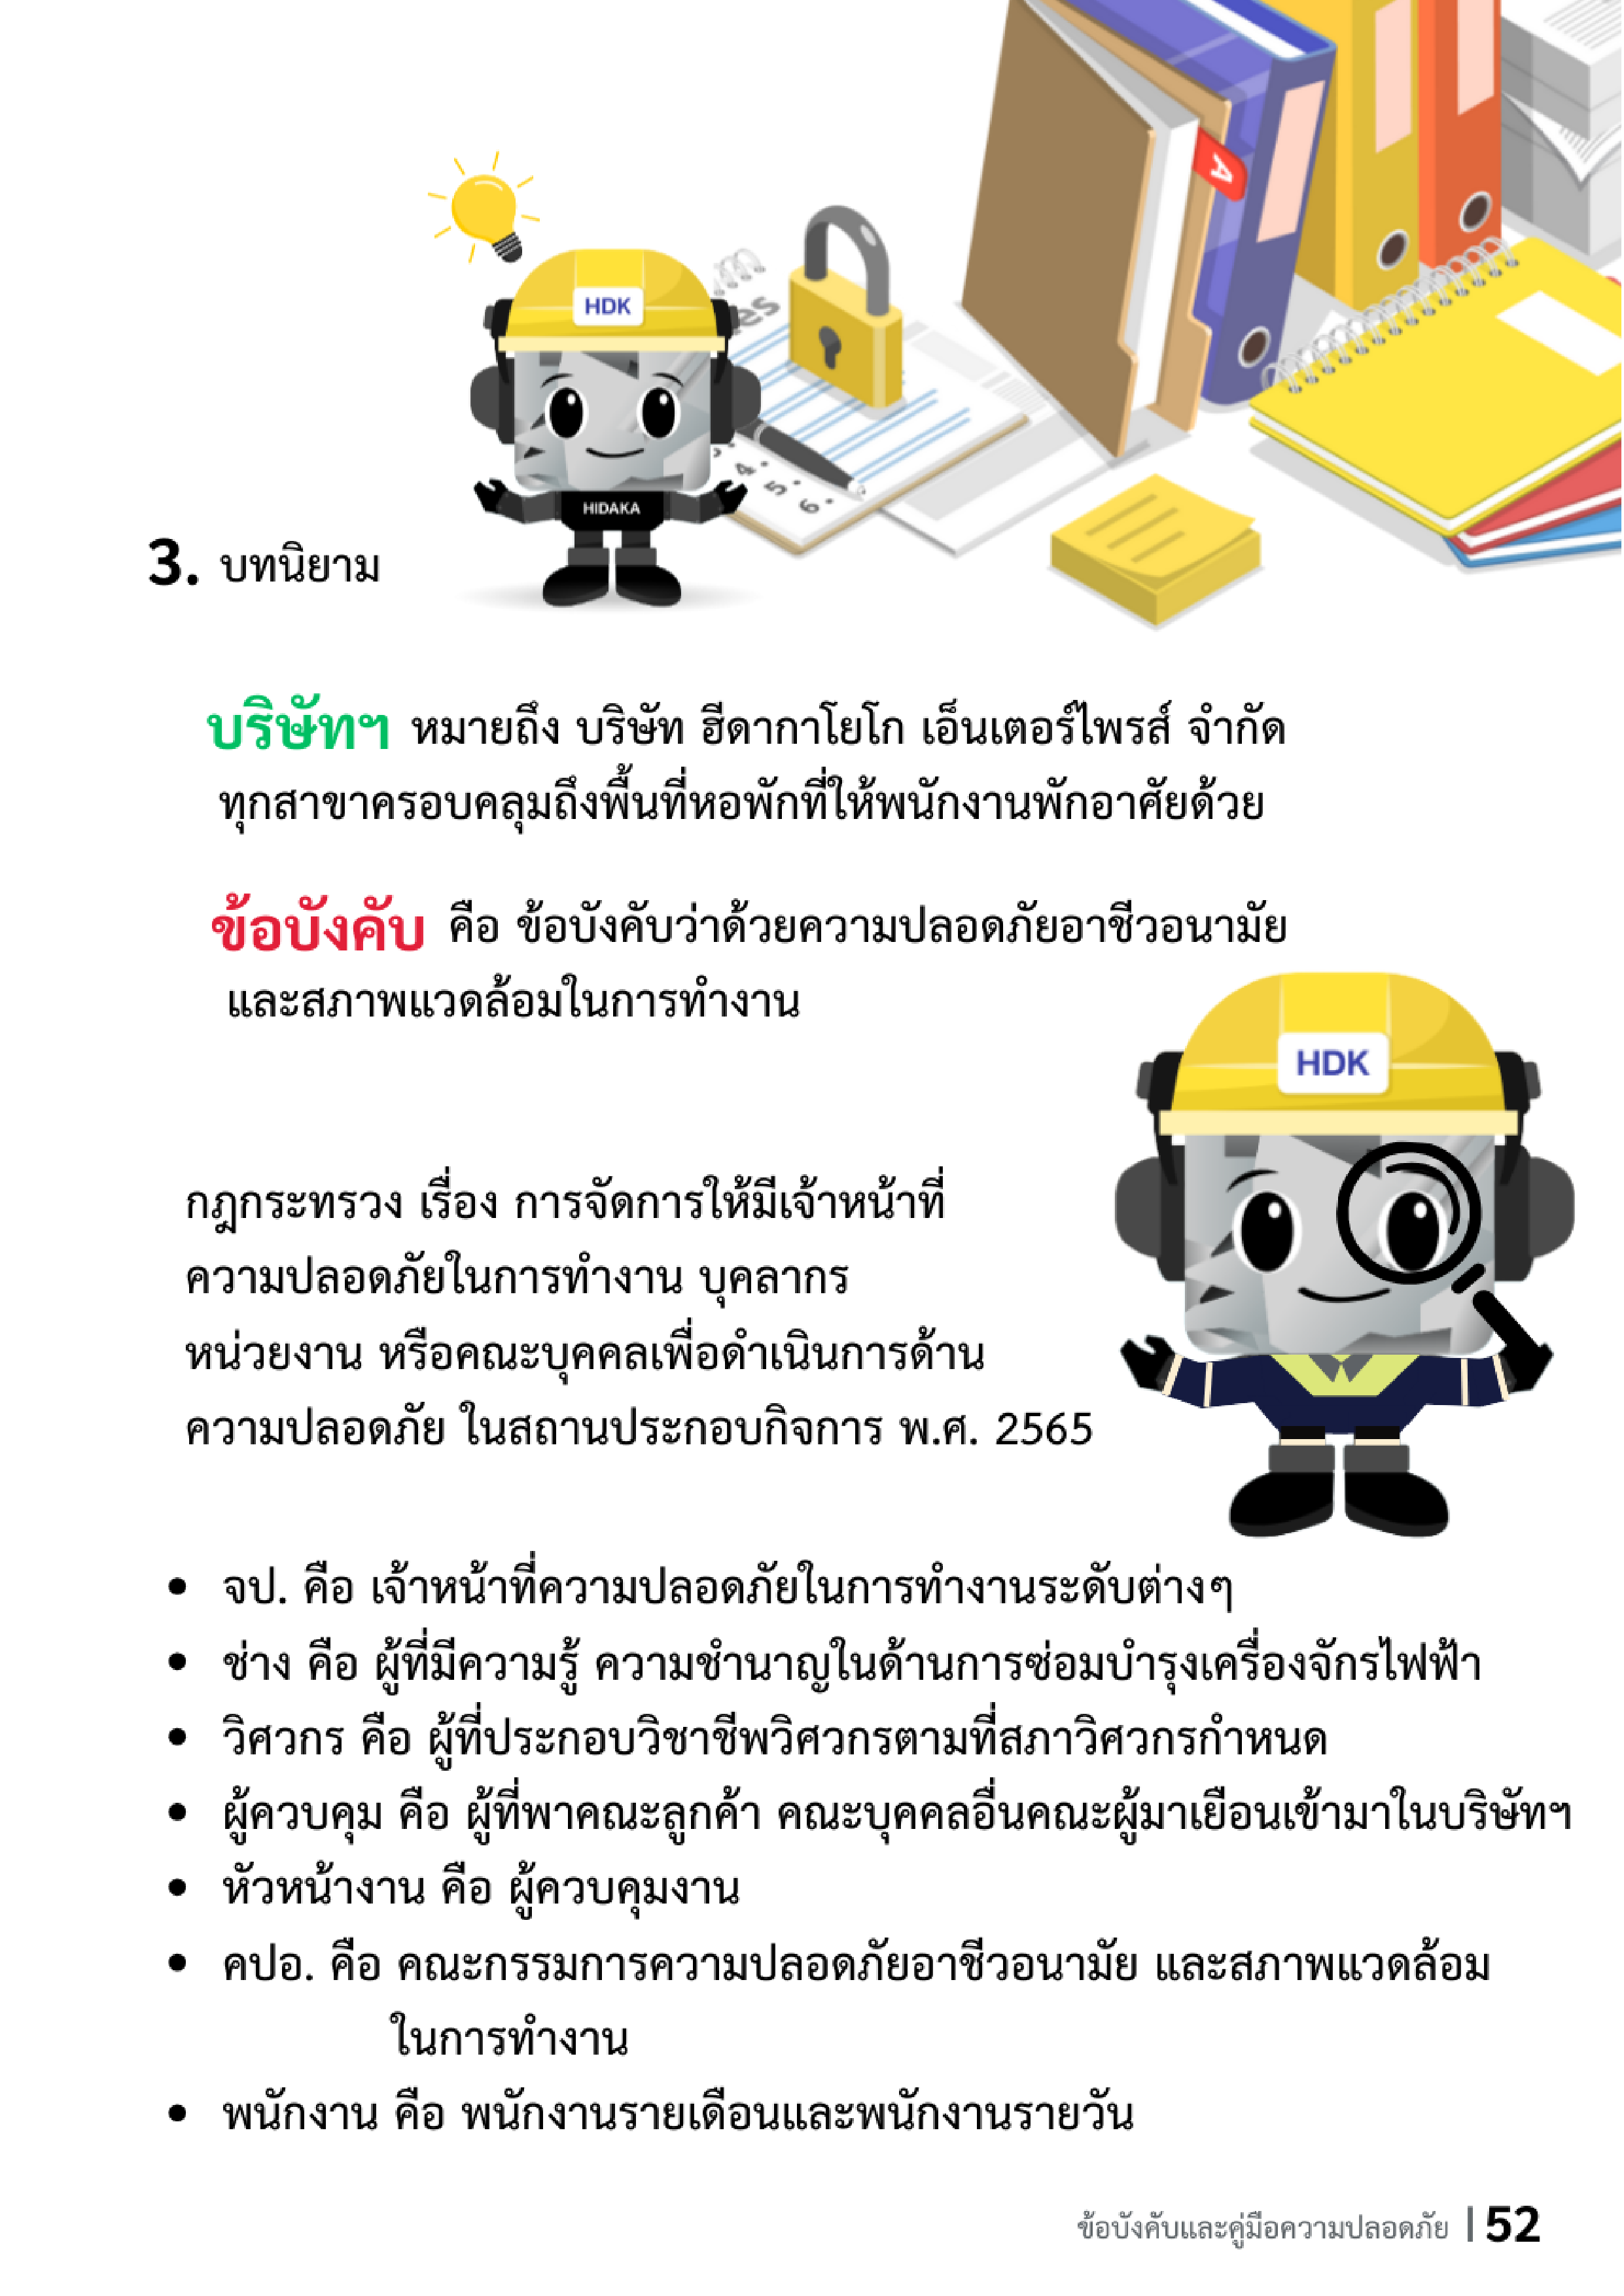 HDK
HIDAKA
es
4.
5.
6.
A
3. บทนิยาม
บริษัทฯ หมายถึง บริษัท ฮีดากาโยโก เอ็นเตอร์ไพรส์ จำกัด
ทุกสาขาครอบคลุมถึงพื้นที่หอพักที่ให้พนักงานพักอาศัยด้วย
ข้อบังคับ คือ ข้อบังคับว่าด้วยความปลอดภัยอาชีวอนามัย
และสภาพแวดล้อมในการทำงาน
HDK
กฎกระทรวง เรื่อง การจัดการให้มีเจ้าหน้าที่
ความปลอดภัยในการทำงาน บุคลากร
หน่วยงาน หรือคณะบุคคลเพื่อดำเนินการด้าน
ความปลอดภัย ในสถานประกอบกิจการ พ.ศ. 2565
• จป. คือ เจ้าหน้าที่ความปลอดภัยในการทำงานระดับต่างๆ
• ช่าง คือ ผู้ที่มีความรู้ ความชำนาญในด้านการซ่อมบำรุงเครื่องจักรไฟฟ้า
• วิศวกร คือ ผู้ที่ประกอบวิชาชีพวิศวกรตามที่สภาวิศวกรกำหนด
• ผู้ควบคุม คือ ผู้ที่พาคณะลูกค้า คณะบุคคลอื่นคณะผู้มาเยือนเข้ามาในบริษัทฯ
• หัวหน้างาน คือ ผู้ควบคุมงาน
• คปอ. คือ คณะกรรมการความปลอดภัยอาชีวอนามัย และสภาพแวดล้อม
ในการทำงาน
• พนักงาน คือ พนักงานรายเดือนและพนักงานรายวัน
ข้อบังคับและคู่มือความปลอดภัย | 52